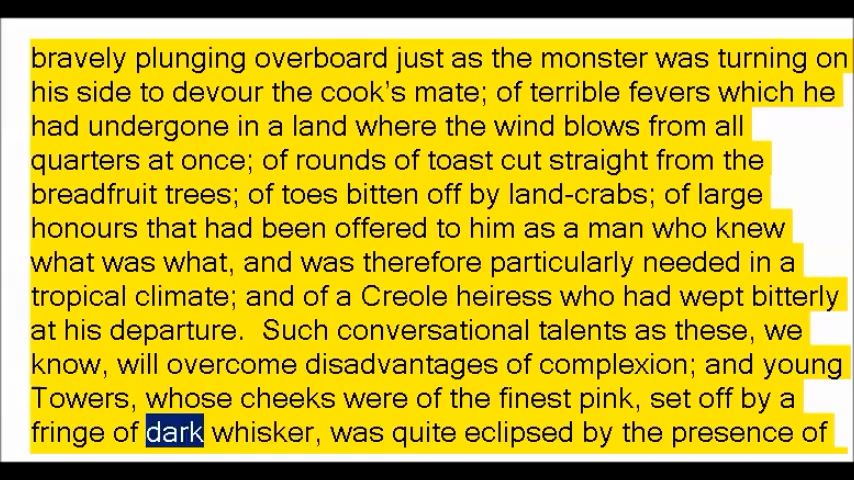 bravely plunging overboard just as the monster was turning on
his side to devour the cook's mate; of terrible fevers which he
had undergone in a land where the wind blows from all
quarters at once; of rounds of toast cut straight from the
breadfruit trees; of toes bitten off by land-crabs; of large
honours that had been offered to him as a man who knew
what was what, and was therefore particularly needed in a
tropical climate; and of a Creole heiress who had wept bitterly
at his departure.  Such conversational talents as these, we
know, will overcome disadvantages of complexion; and young
Towers, whose cheeks were of the finest pink, set off by a
fringe of dark whisker, was quite eclipsed by the presence of